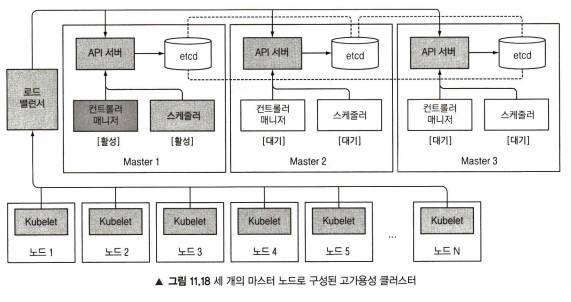 API 서버
etcd
API 서버
etcd
API 서버
etcd
로드
밸런서
컨트롤러
매니저
스케줄러
컨트롤러
매니저
스케줄러
컨트롤러
매니저
스케줄러
[활성]
[활성]
[대기]
[대기]
[대기]
[대기]
Master 1
Master 2
Master 3
Kubelet
Kubelet
Kubelet
Kubelet
Kubelet
Kubelet
노드 1
노드 2
노드 3
노드 4
노드 5
...
노드 N
▲ 그림 11.18 세 개의 마스터 노드로 구성된 고가용성 클러스터